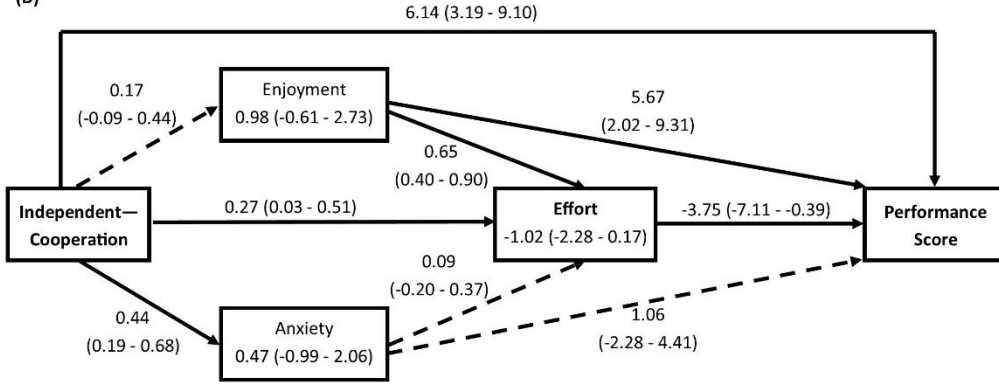 (B)
6.14 (3.19 - 9.10)
0.17
(-0.09 - 0.44)
Enjoyment
0.98 (-0.61 - 2.73)
5.67
(2.02 - 9.31)
0.65
(0.40 - 0.90)
Independent—
Cooperation
0.27 (0.03 - 0.51)
Effort
-1.02 (-2.28 - 0.17)
-3.75 (-7.11 - -0.39)
Performance
Score
0.09
(-0.20 - 0.37)
0.44
(0.19 - 0.68)
Anxiety
0.47 (-0.99 - 2.06)
1.06
(-2.28 - 4.41)